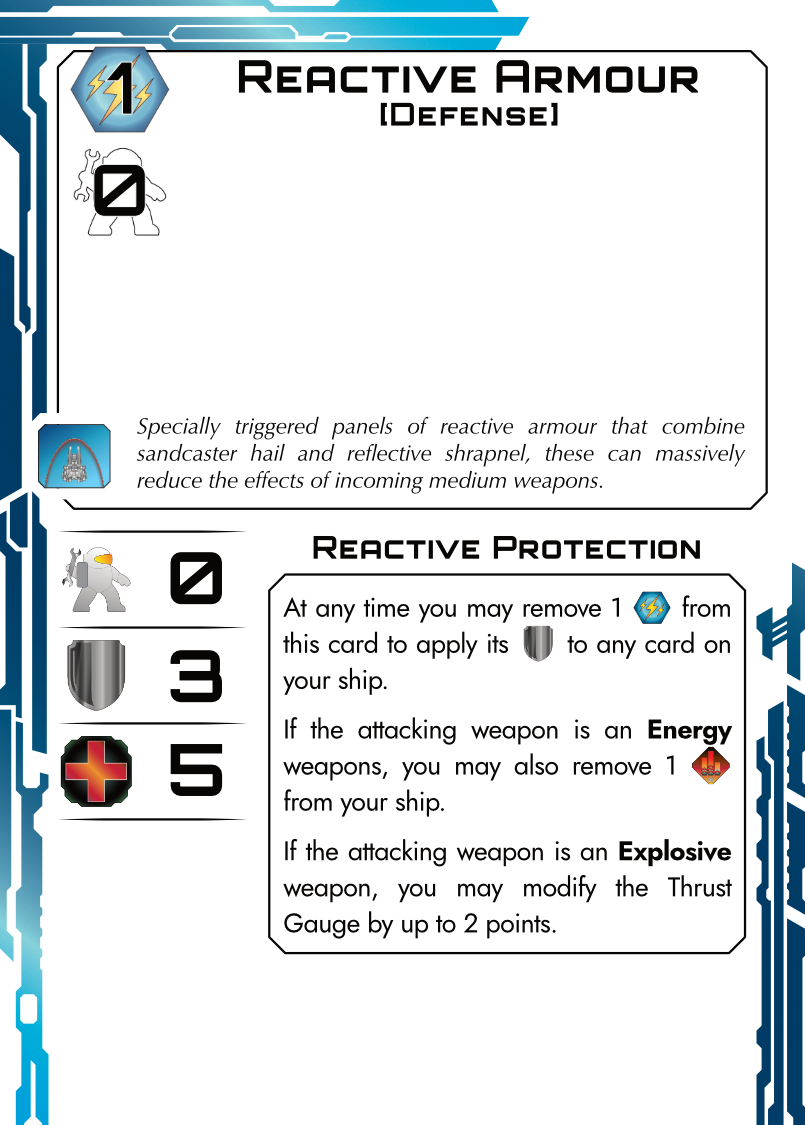 1
REACTIVE ARMOUR
[DEFENSE]
0
Specially triggered panels of reactive armour that combine
sandcaster hail and reflective shrapnel, these can massively
reduce the effects of incoming medium weapons.
0
3
5
REACTIVE PROTECTION
At any time you may remove 1 from
this card to apply its to any card on
your ship.
If the attacking weapon is an Energy
weapons, you may also remove 1
from your ship.
If the attacking weapon is an Explosive
weapon, you may modify the Thrust
Gauge by up to 2 points.